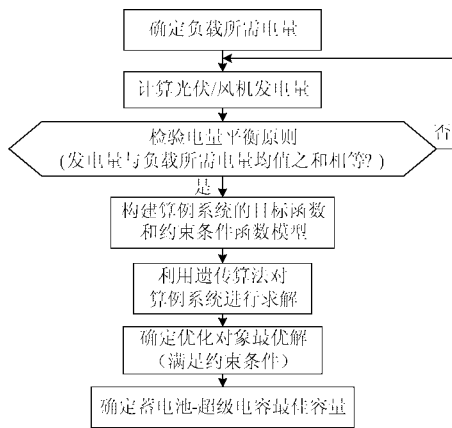 确定负载所需电量
计算光伏/风机发电量
检验电量平衡原则
(发电量与负载所需电量均值之和相等?)
否
是
构建算例系统的目标函数
和约束条件函数模型
利用遗传算法对
算例系统进行求解
确定优化对象最优解
（满足约束条件）
确定蓄电池-超级电容最佳容量